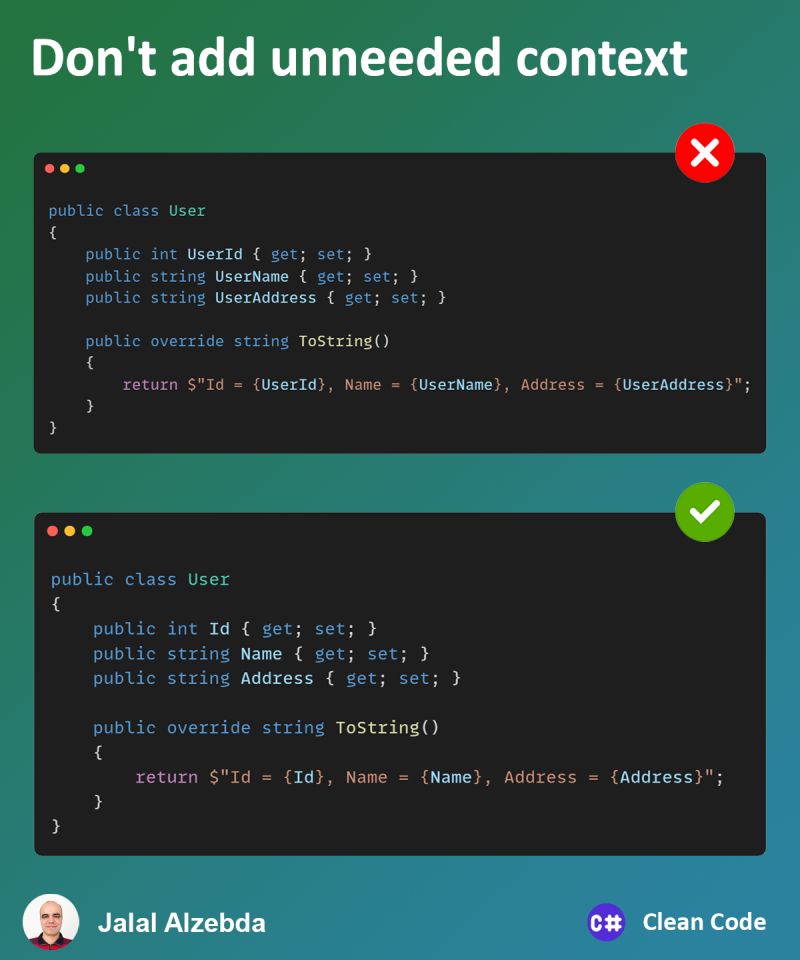 Don't add unneeded context
public class User
{
    public int UserId { get; set; }
    public string UserName { get; set; }
    public string UserAddress { get; set; }
    public override string ToString()
    {
        return $"Id = {UserId}, Name = {UserName}, Address = {UserAddress}";
    }
}
public class User
{
    public int Id { get; set; }
    public string Name { get; set; }
    public string Address { get; set; }
    public override string ToString()
    {
        return $"Id = {Id}, Name = {Name}, Address = {Address}";
    }
}
Jalal Alzebda
C# Clean Code